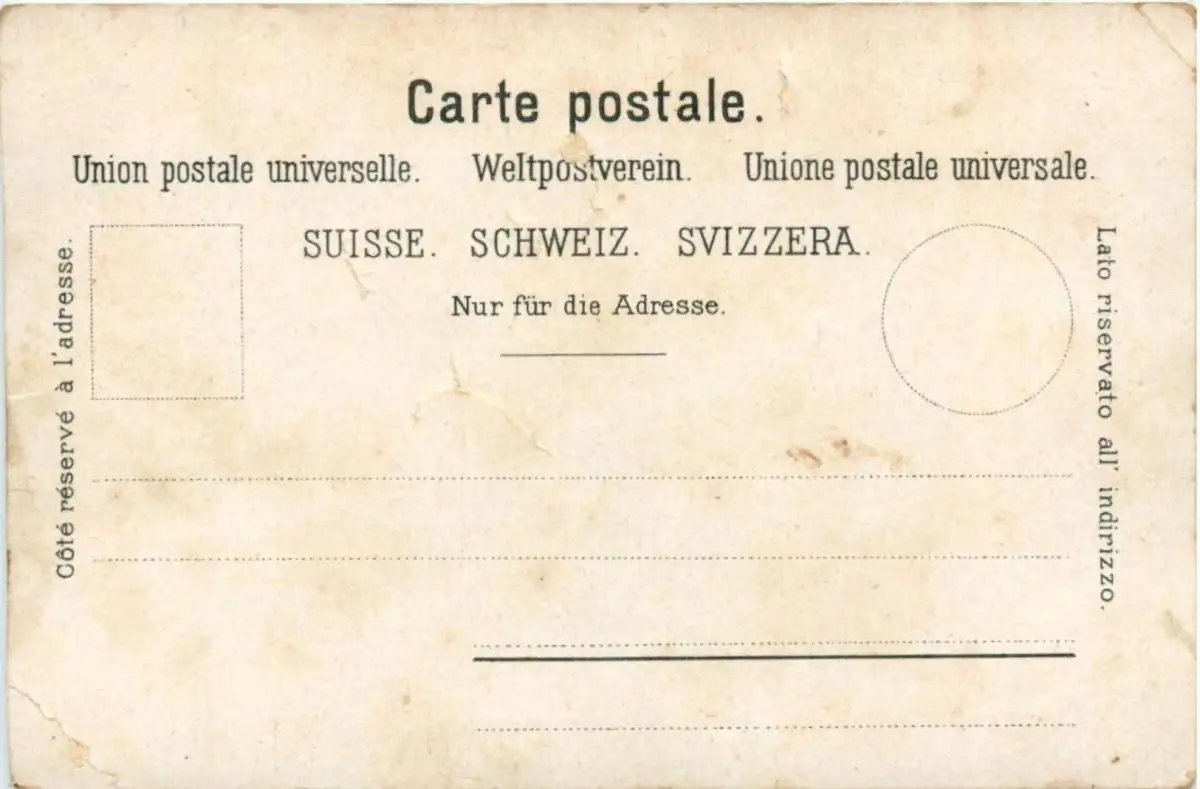 Carte postale.
Union postale universelle. Weltpostverein. Unione postale universale.
SUISSE. SCHWEIZ. SVIZZERA.
Nur für die Adresse.
Côté réservé à l'adresse.
Lato riservato all' indirizzo.